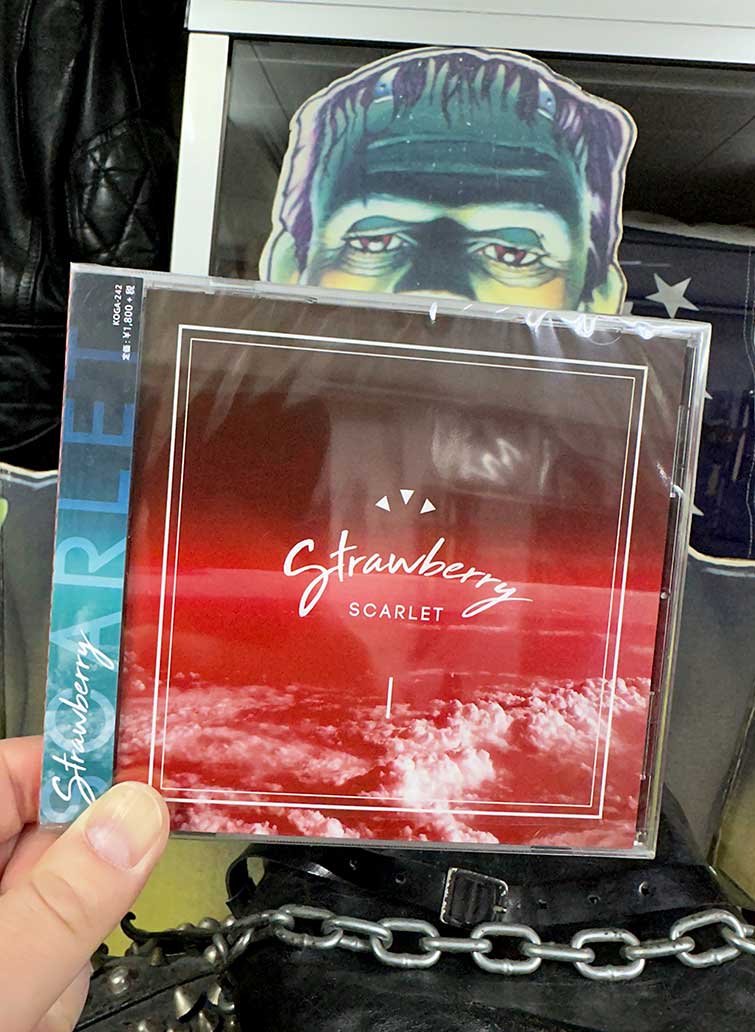 KOGA-242
定価:¥1,800+税
SCARLET
Strawberry
Strawberry
SCARLET